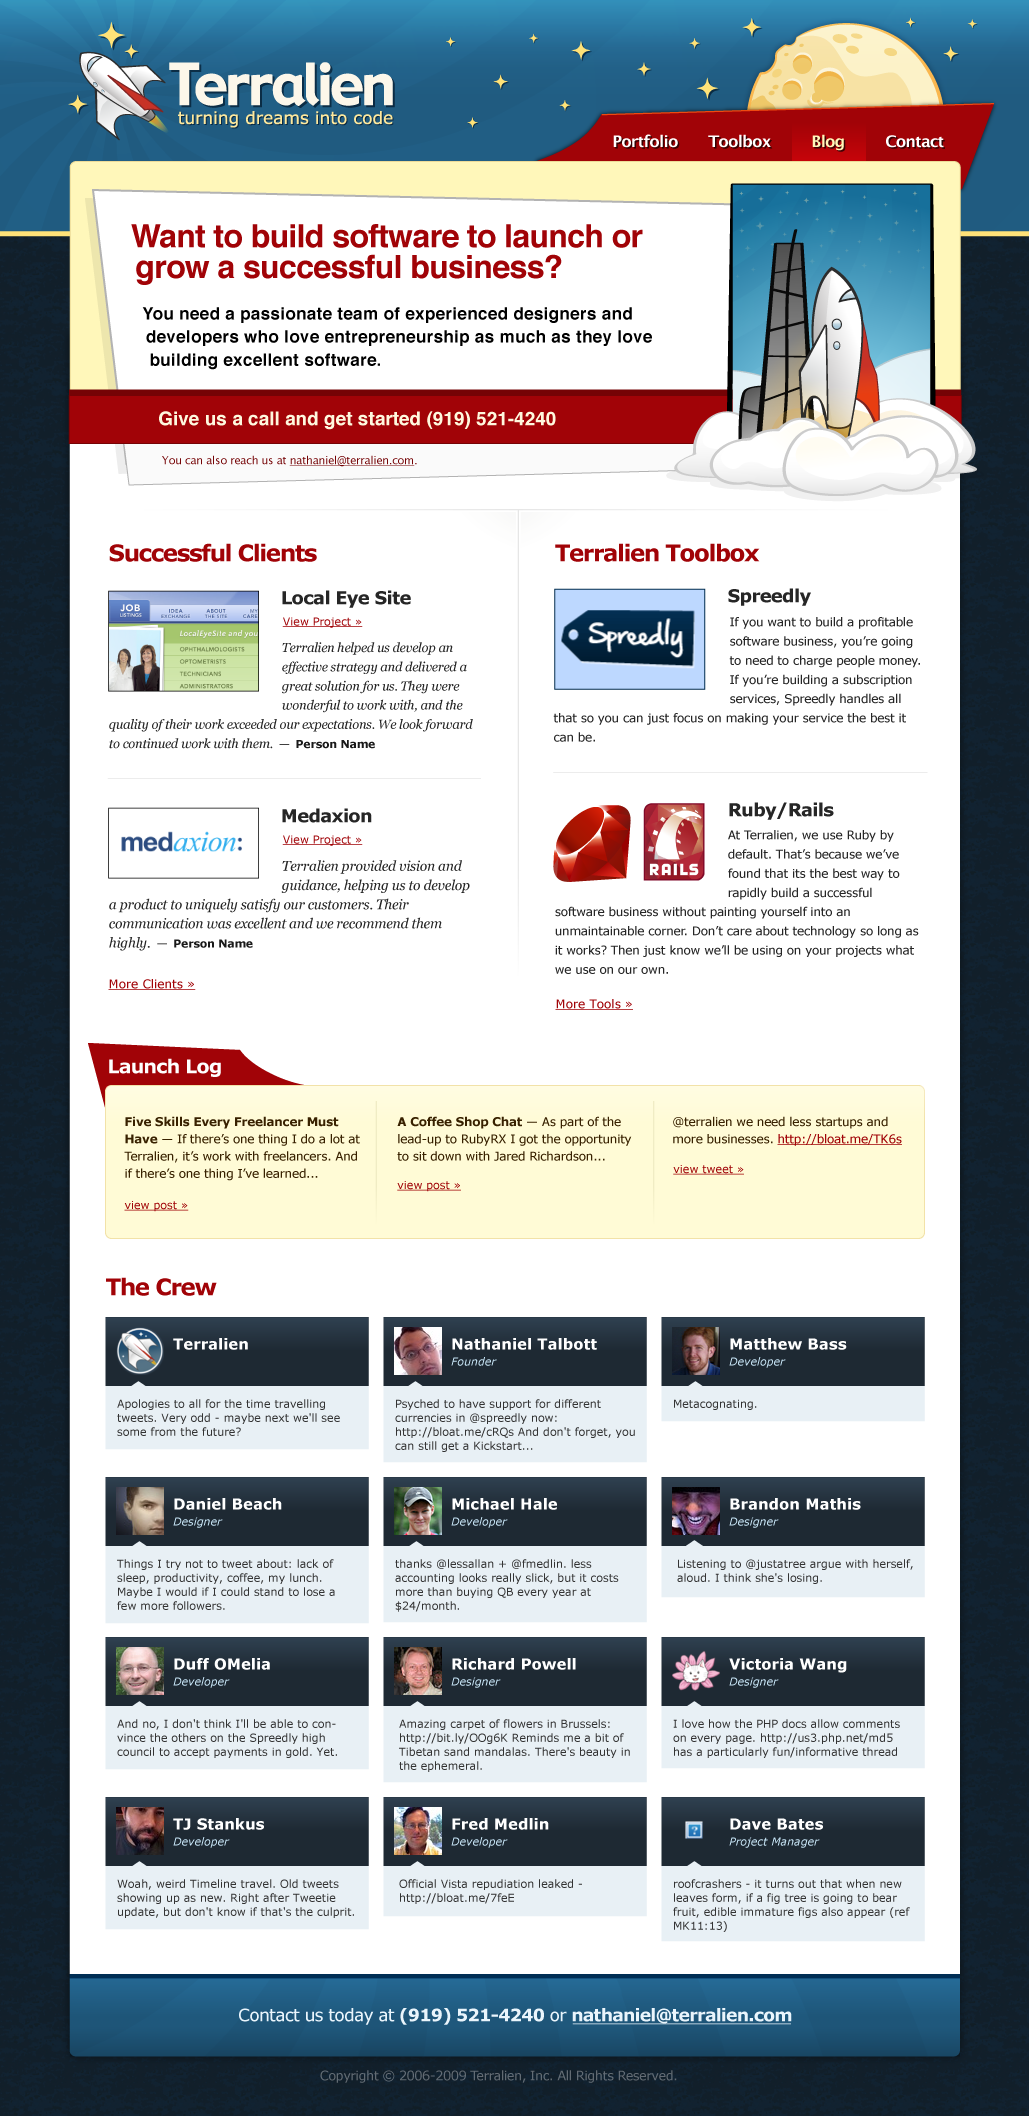 Terralien
turning dreams into code
Portfolio
Toolbox
Blog
Contact
Want to build software to launch or
grow a successful business?
You need a passionate team of experienced designers and
developers who love entrepreneurship as much as they love
building excellent software.
Give us a call and get started (919) 521-4240
You can also reach us at nathaniel@terralien.com.
Successful Clients
JOB
LISTINGS
IDEA
EXCHANGE
ABOUT
THE SITE
MY
CARE
LocalEyeSite and you
OPHTHALMOLOGISTS
OPTOMETRISTS
TECHNICIANS
ADMINISTRATORS
Local Eye Site
View Project »
Terralien helped us develop an
effective strategy and delivered a
great solution for us. They were
wonderful to work with, and the
quality of their work exceeded our expectations. We look forward
to continued work with them. — Person Name
medaxion:
Medaxion
View Project »
Terralien provided vision and
guidance, helping us to develop
a product to uniquely satisfy our customers. Their
communication was excellent and we recommend them
highly. — Person Name
More Clients »
Terralien Toolbox
Spreedly
Spreedly
If you want to build a profitable
software business, you’re going
to need to charge people money.
If you’re building a subscription
services, Spreedly handles all
that so you can just focus on making your service the best it
can be.
RAILS
Ruby/Rails
At Terralien, we use Ruby by
default. That’s because we’ve
found that its the best way to
rapidly build a successful
software business without painting yourself into an
unmaintainable corner. Don’t care about technology so long as
it works? Then just know we’ll be using on your projects what
we use on our own.
More Tools »
Launch Log
Five Skills Every Freelancer Must
Have — If there’s one thing I do a lot at
Terralien, it’s work with freelancers. And
if there’s one thing I’ve learned...
view post »
A Coffee Shop Chat — As part of the
lead-up to RubyRX I got the opportunity
to sit down with Jared Richardson...
view post »
@terralien we need less startups and
more businesses. http://bloat.me/TK6s
view tweet »
The Crew
Terralien
Apologies to all for the time travelling
tweets. Very odd - maybe next we'll see
some from the future?
Nathaniel Talbott
Founder
Psyched to have support for different
currencies in @spreedly now:
http://bloat.me/cRQs And don't forget, you
can still get a Kickstart...
Matthew Bass
Developer
Metacognating.
Daniel Beach
Designer
Things I try not to tweet about: lack of
sleep, productivity, coffee, my lunch.
Maybe I would if I could stand to lose a
few more followers.
Michael Hale
Developer
thanks @lessallan + @fmedlin. less
accounting looks really slick, but it costs
more than buying QB every year at
$24/month.
Brandon Mathis
Designer
Listening to @justatree argue with herself,
aloud. I think she's losing.
Duff OMelia
Developer
And no, I don't think I'll be able to con-
vince the others on the Spreedly high
council to accept payments in gold. Yet.
Richard Powell
Designer
Amazing carpet of flowers in Brussels:
http://bit.ly/OOg6K Reminds me a bit of
Tibetan sand mandalas. There's beauty in
the ephemeral.
Victoria Wang
Designer
I love how the PHP docs allow comments
on every page. http://us3.php.net/md5
has a particularly fun/informative thread
TJ Stankus
Developer
Woah, weird Timeline travel. Old tweets
showing up as new. Right after Tweetie
update, but don't know if that's the culprit.
Fred Medlin
Developer
Official Vista repudiation leaked -
http://bloat.me/7feE
?
Dave Bates
Project Manager
roofcrashers - it turns out that when new
leaves form, if a fig tree is going to bear
fruit, edible immature figs also appear (ref
MK11:13)
Contact us today at (919) 521-4240 or nathaniel@terralien.com
Copyright © 2006-2009 Terralien, Inc. All Rights Reserved.